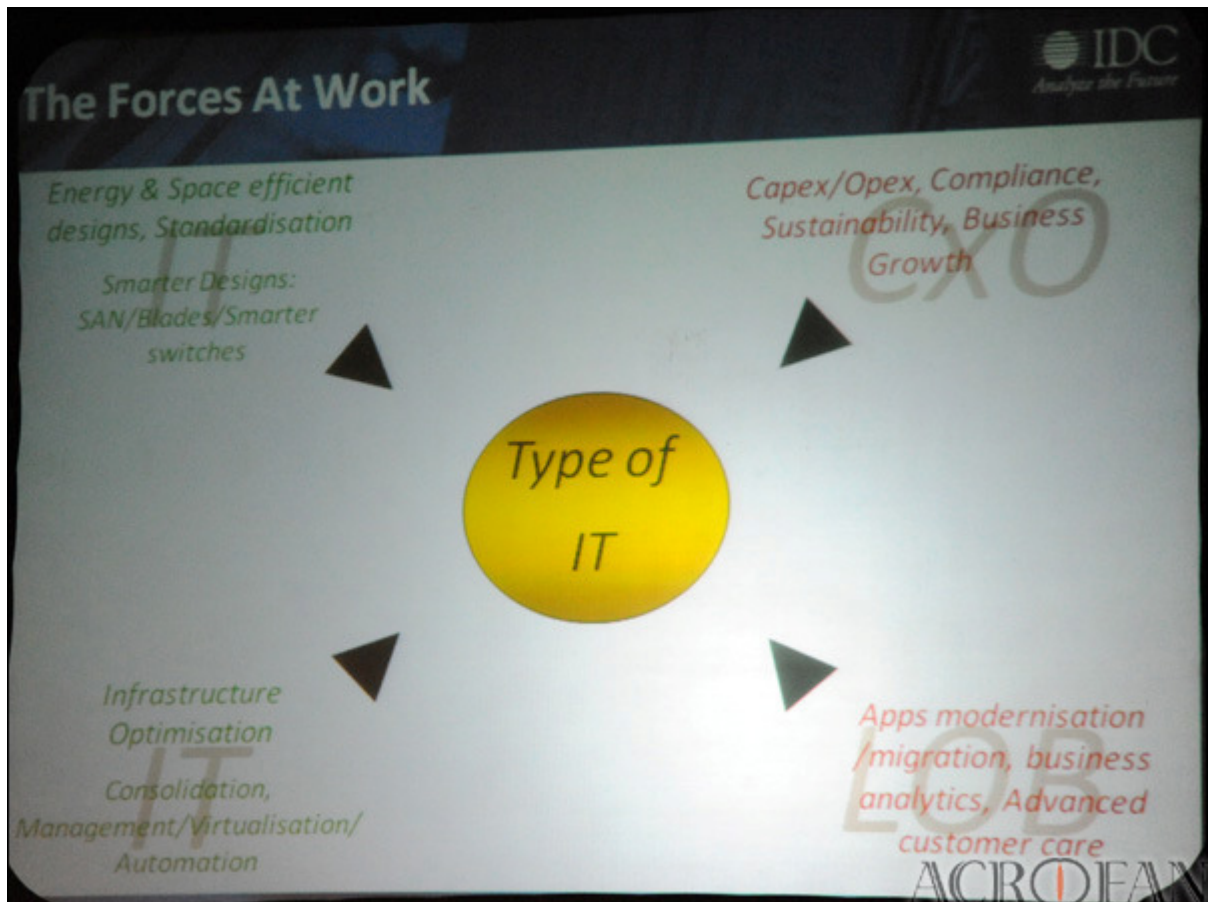 The Forces At Work
IDC
Analyze the Future
Energy & Space efficient
designs, Standardisation
IT
Smarter Designs:
SAN/Blades/Smarter
switches
Capex/Opex, Compliance,
Sustainability, Business
Growth
CxO
Type of
IT
Infrastructure
Optimisation
IT
Consolidation,
Management/Virtualisation/
Automation
Apps modernisation
/migration, business
analytics, Advanced
customer care
LOB
ACROFAN